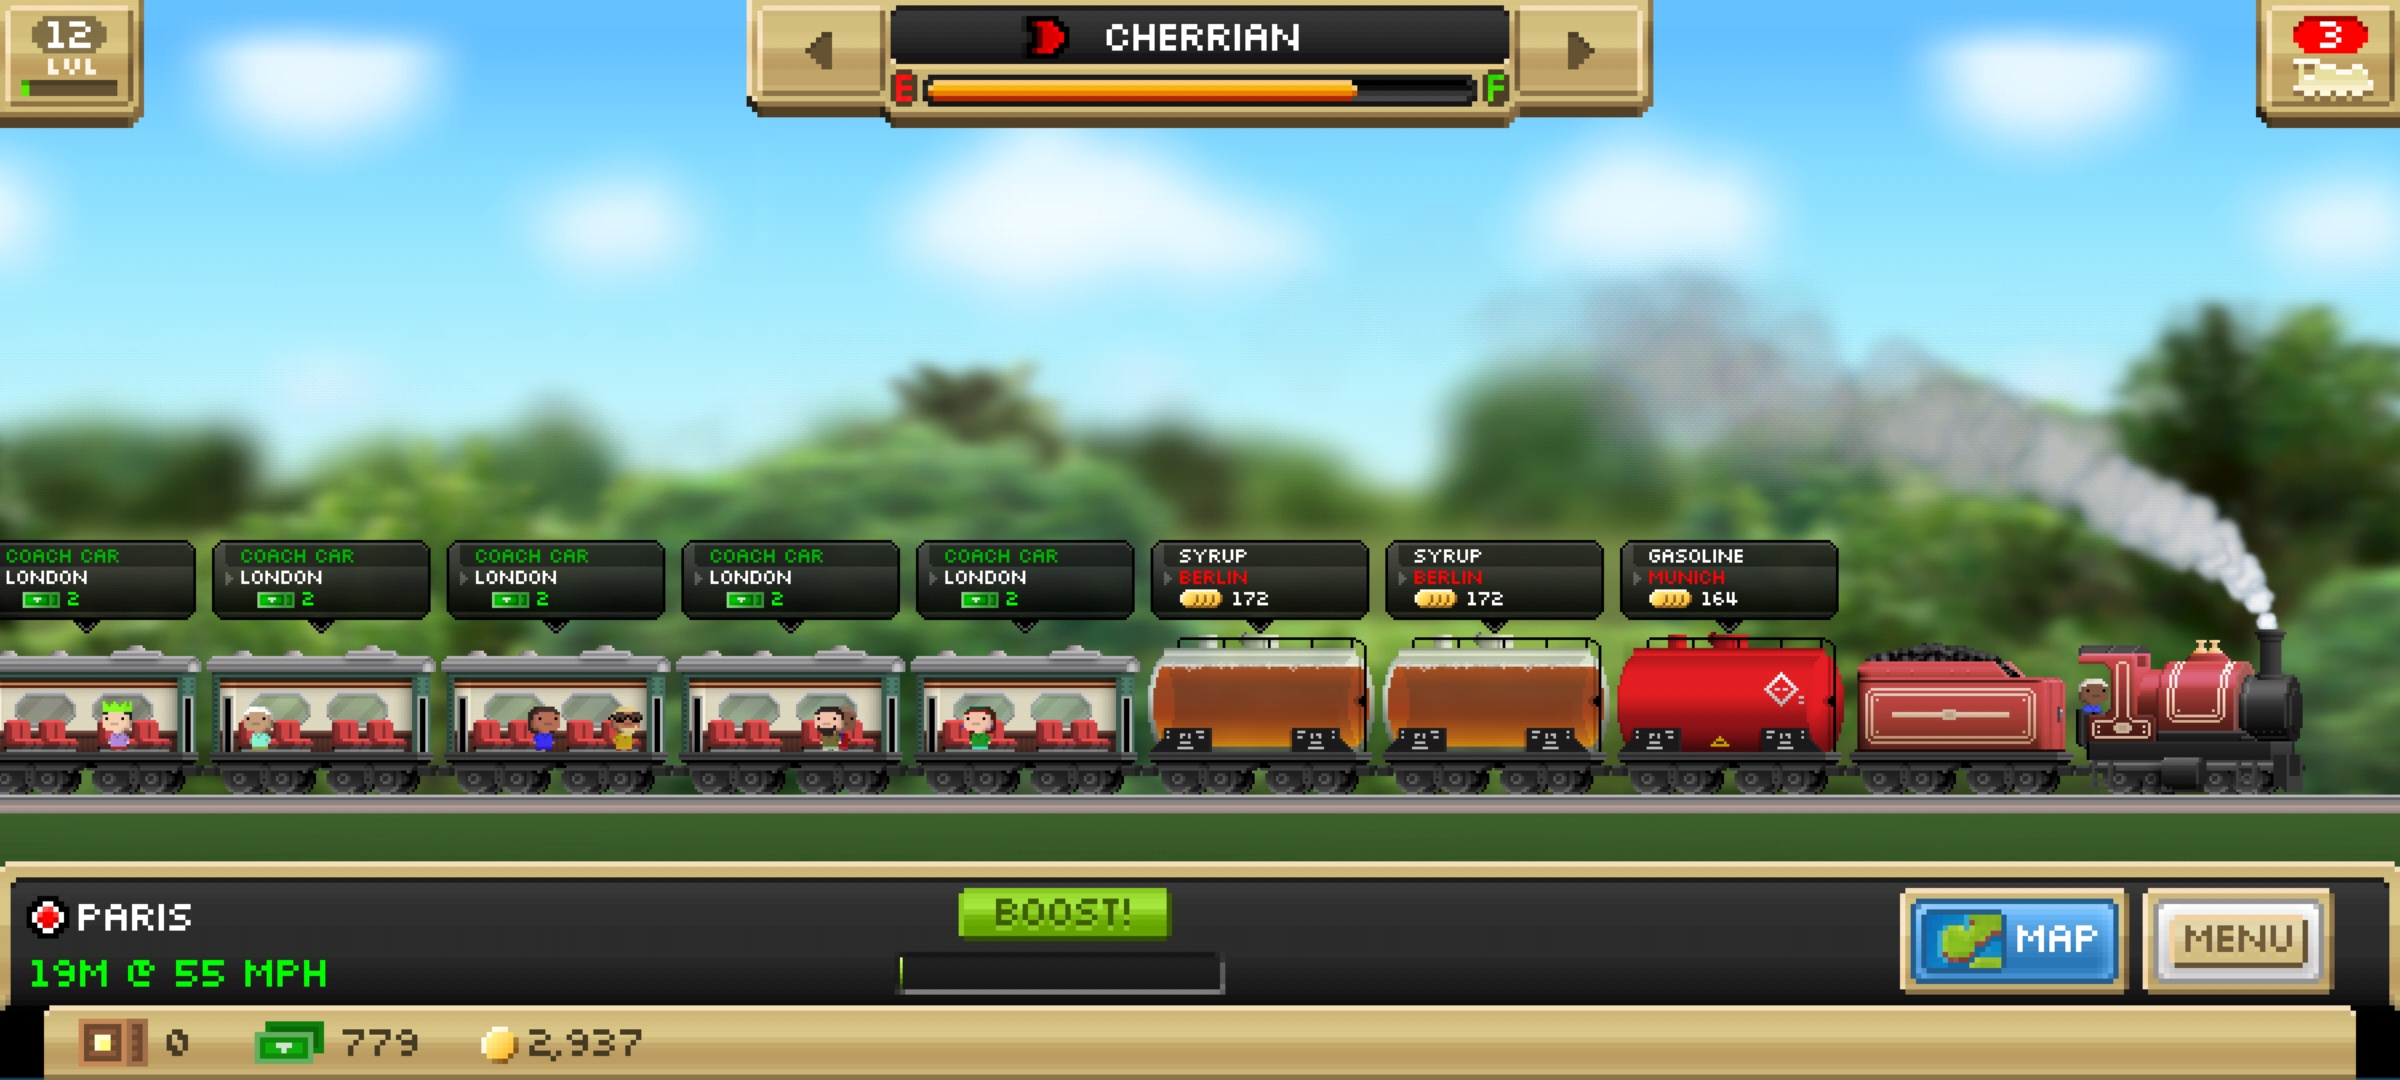 12
LVL
CHERRIAN
E
F
3
COACH CAR
LONDON
2
COACH CAR
LONDON
2
COACH CAR
LONDON
2
COACH CAR
LONDON
2
COACH CAR
LONDON
2
SYRUP
BERLIN
172
SYRUP
BERLIN
172
GASOLINE
MUNICH
164
PARIS
19M @ 55 MPH
BOOST!
MAP
MENU
0
779
2,937